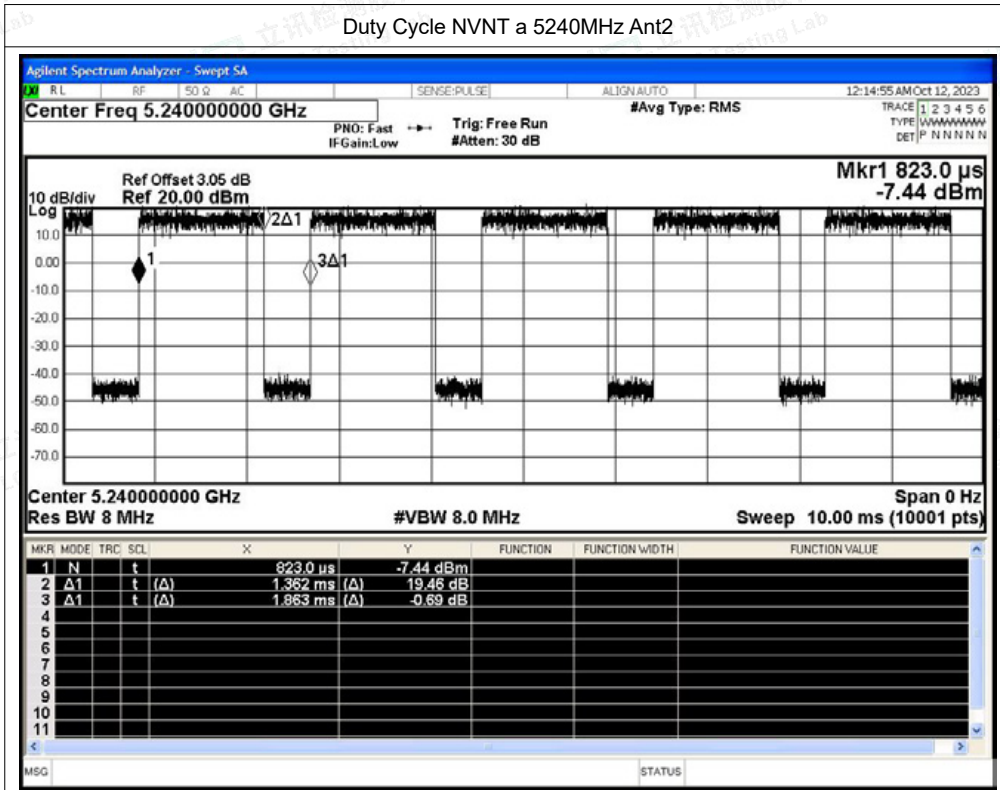 Duty Cycle NVNT a 5240MHz Ant2
Agilent Spectrum Analyzer - Swept SA
RL RF 50 Ω AC SENSE:PULSE ALIGN AUTO 12:14:55 AM Oct 12, 2023
Center Freq 5.240000000 GHz #Avg Type: RMS TRACE 1 2 3 4 5 6
PNO: Fast Trig: Free Run TYPE WWWWWW
IFGain:Low #Atten: 30 dB DET P N N N N N
Mkr1 823.0 µs
Ref Offset 3.05 dB
10 dB/div Ref 20.00 dBm -7.44 dBm
Log
10.0
0.00
-10.0
-20.0
-30.0
-40.0
-50.0
-60.0
-70.0
1
2Δ1
3Δ1
Center 5.240000000 GHz Span 0 Hz
Res BW 8 MHz #VBW 8.0 MHz Sweep 10.00 ms (10001 pts)
MKR MODE TRC SCL X Y FUNCTION FUNCTION WIDTH FUNCTION VALUE
1 N t 823.0 µs -7.44 dBm
2 Δ1 t (Δ) 1.362 ms (Δ) 19.46 dB
3 Δ1 t (Δ) 1.863 ms (Δ) -0.69 dB
4
5
6
7
8
9
10
11
MSG STATUS